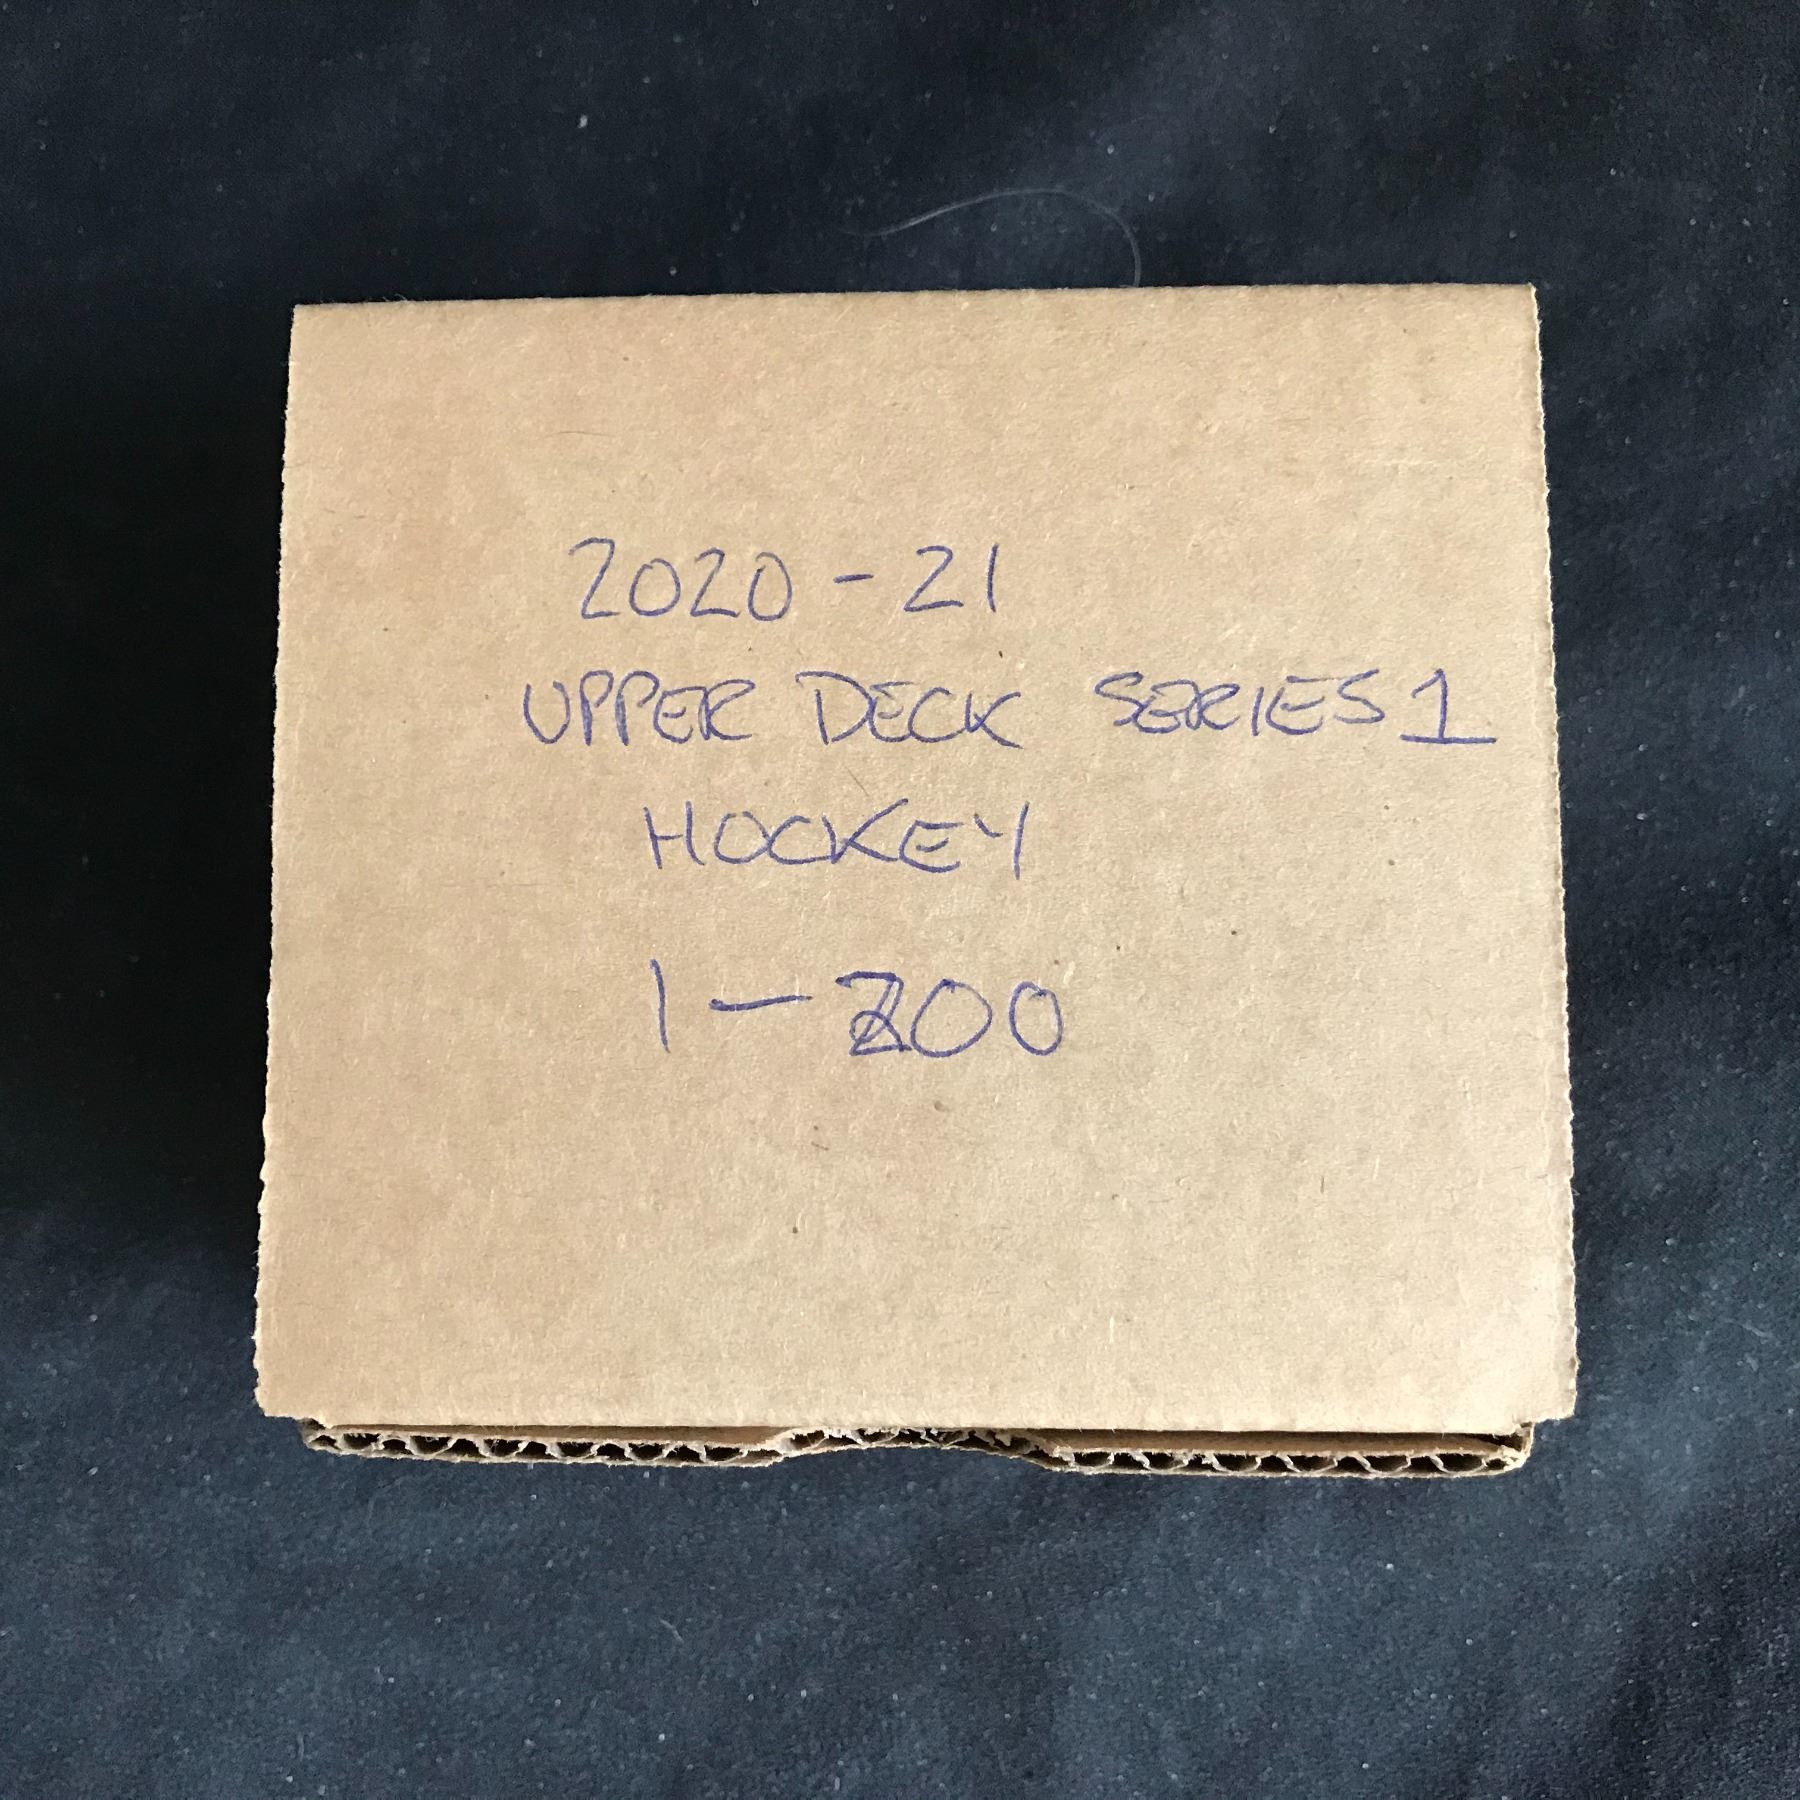 2020-21
UPPER DECK SERIES 1
HOCKEY
1-200